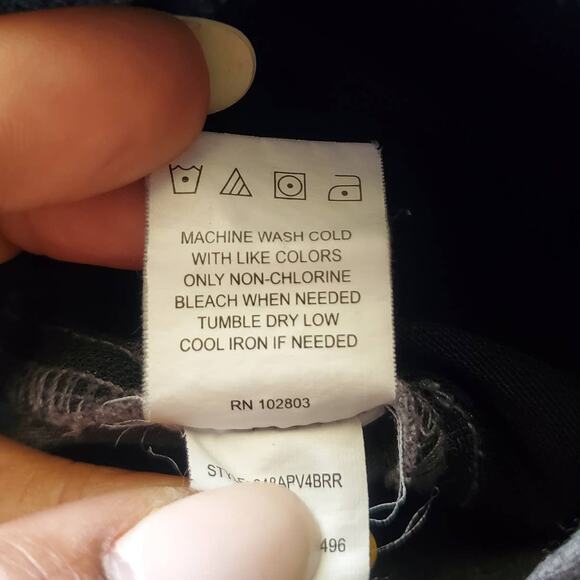 MACHINE WASH COLD
WITH LIKE COLORS
ONLY NON-CHLORINE
BLEACH WHEN NEEDED
TUMBLE DRY LOW
COOL IRON IF NEEDED
RN 102803
496